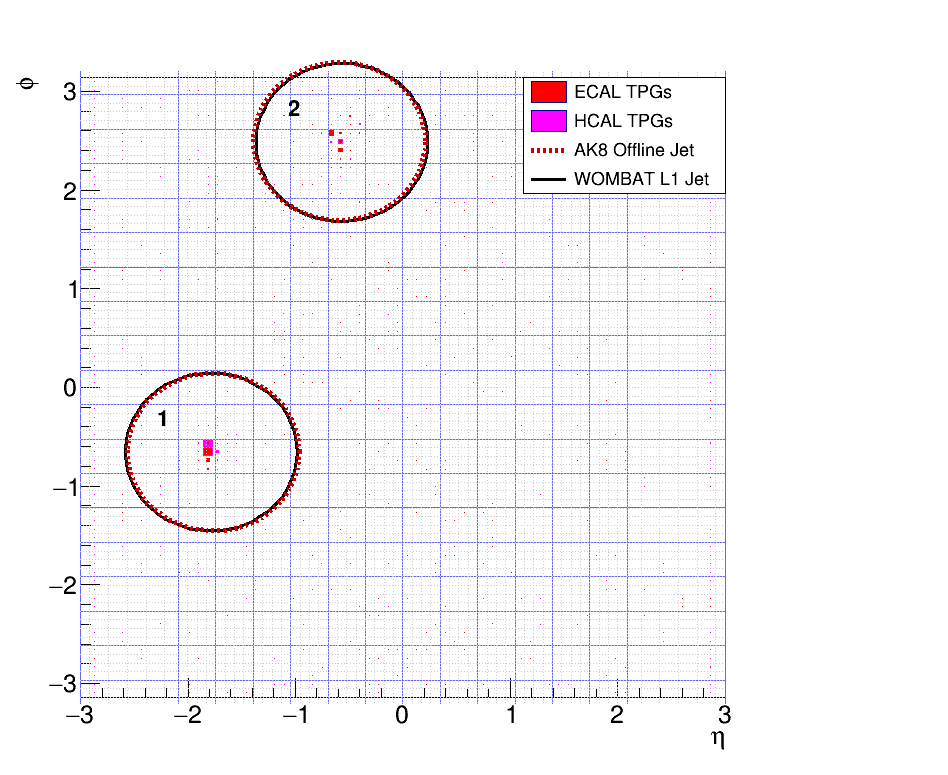 ϕ
3
2
1
0
−1
−2
−3
2
1
ECAL TPGs
HCAL TPGs
AK8 Offline Jet
WOMBAT L1 Jet
−3 −2 −1 0 1 2 3
η